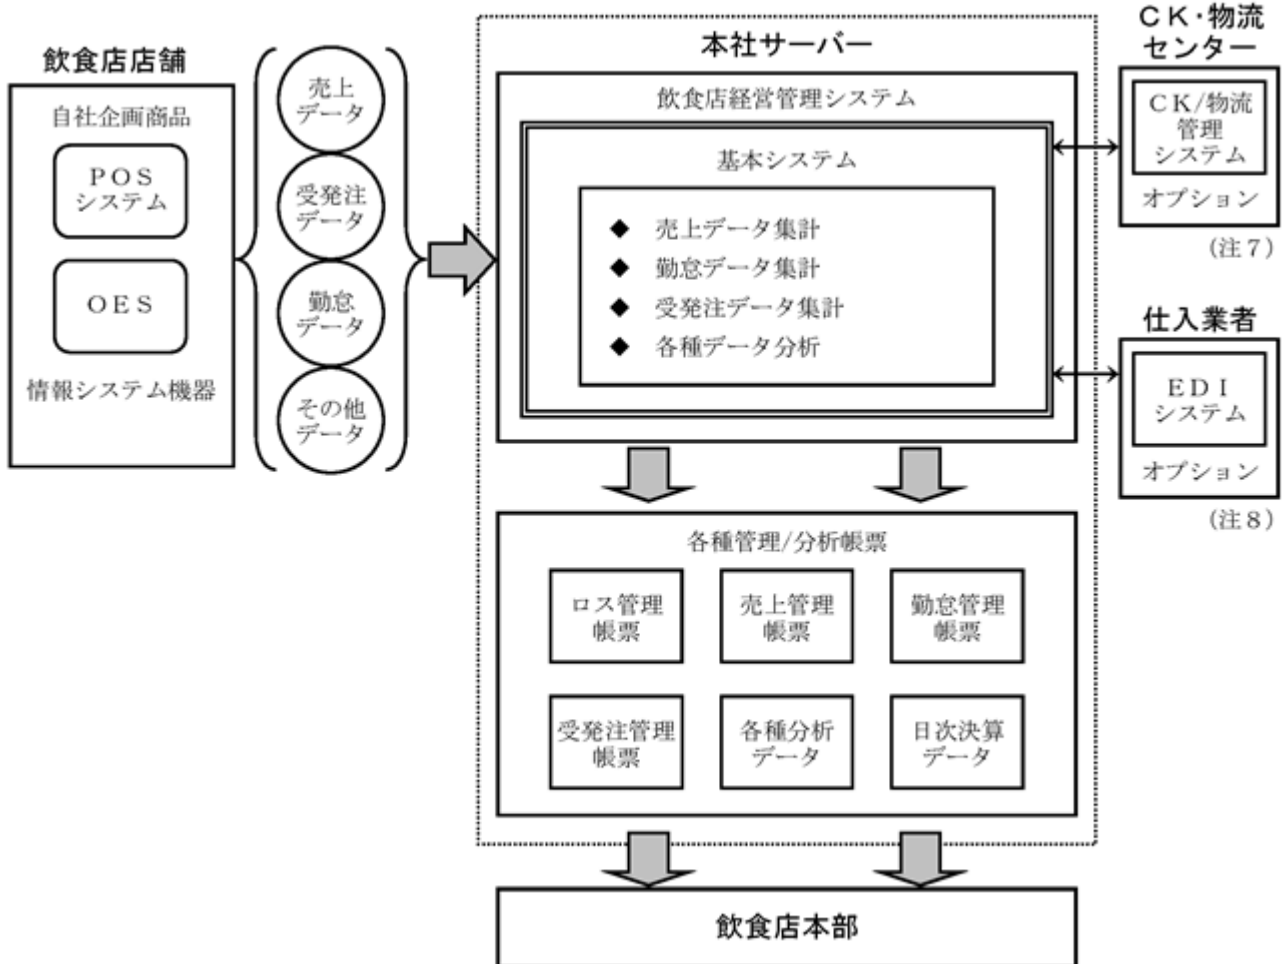 飲食店店舗
自社企画商品
ＰＯＳ
システム
ＯＥＳ
情報システム機器
売上
データ
受発注
データ
勤怠
データ
その他
データ
本社サーバー
飲食店経営管理システム
基本システム
◆ 売上データ集計
◆ 勤怠データ集計
◆ 受発注データ集計
◆ 各種データ分析
ＣＫ・物流
センター
ＣＫ/物流
管理
システム
オプション
（注７）
仕入業者
ＥＤＩ
システム
オプション
（注８）
各種管理/分析帳票
ロス管理
帳票
売上管理
帳票
勤怠管理
帳票
受発注管理
帳票
各種分析
データ
日次決算
データ
飲食店本部